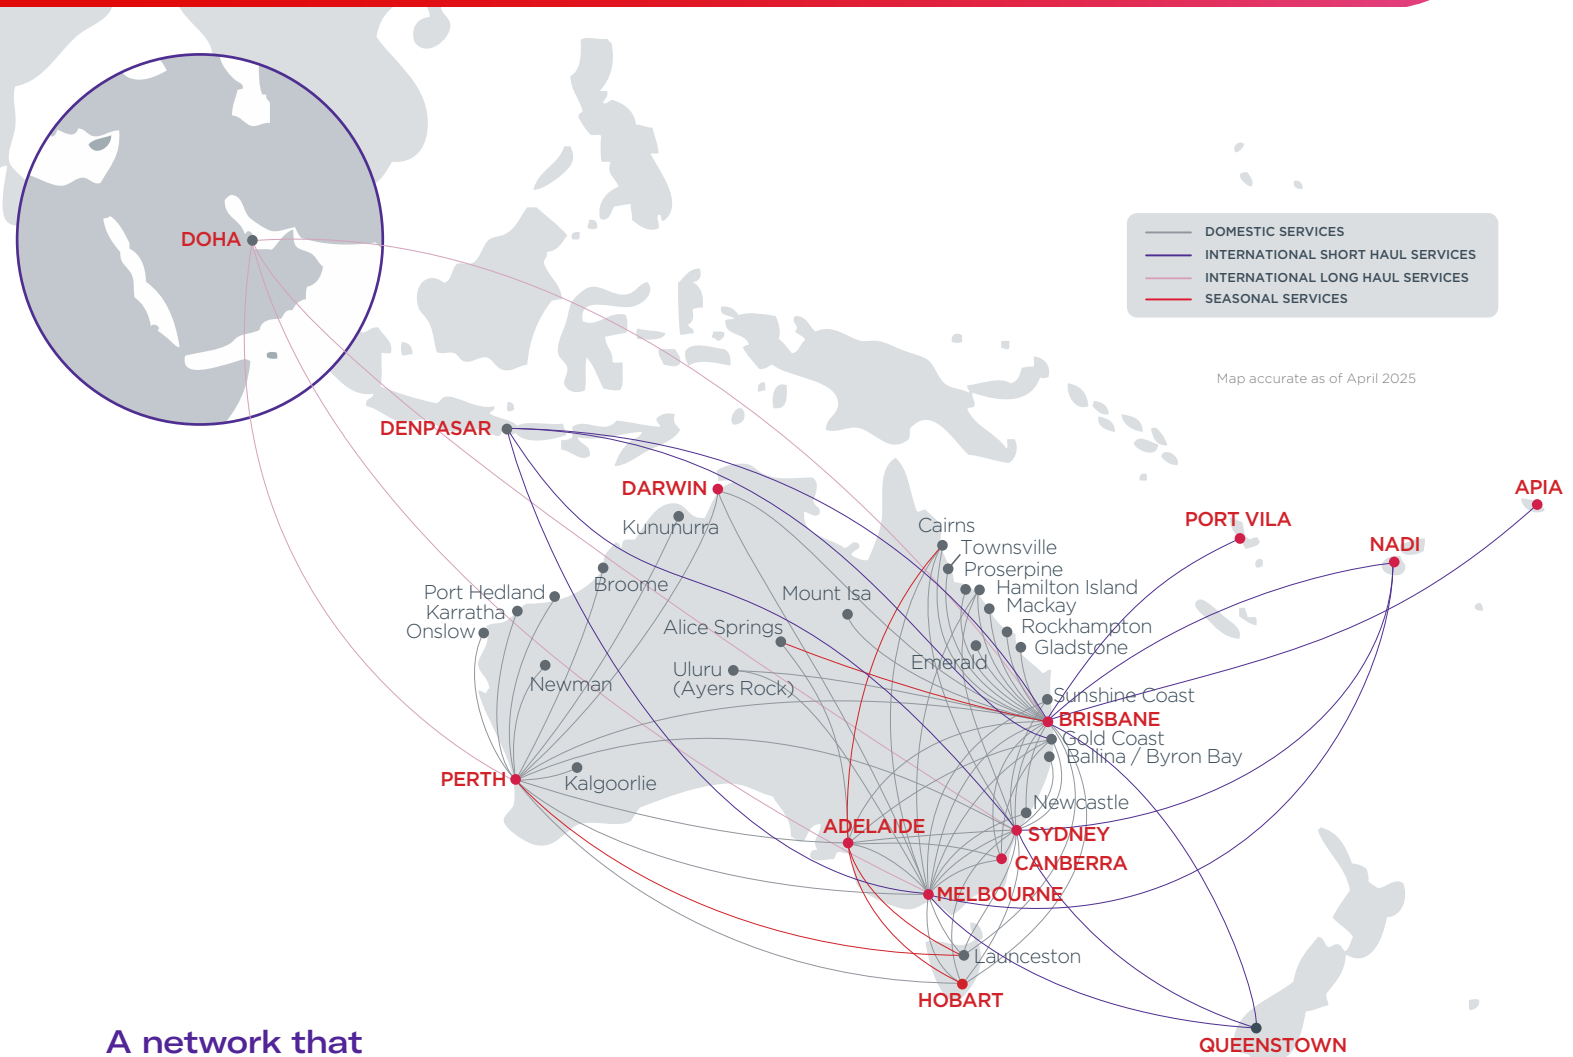 DOHA
DOMESTIC SERVICES
INTERNATIONAL SHORT HAUL SERVICES
INTERNATIONAL LONG HAUL SERVICES
SEASONAL SERVICES
Map accurate as of April 2025
DENPASAR
DARWIN
Kununurra
Broome
Port Hedland
Karratha
Onslow
Newman
Mount Isa
Alice Springs
Uluru
(Ayers Rock)
Cairns
Townsville
Proserpine
Hamilton Island
Mackay
Rockhampton
Gladstone
Emerald
Sunshine Coast
BRISBANE
Gold Coast
Ballina / Byron Bay
PORT VILA
APIA
NADI
PERTH
Kalgoorlie
Newcastle
ADELAIDE
SYDNEY
CANBERRA
MELBOURNE
Launceston
HOBART
QUEENSTOWN
A network that